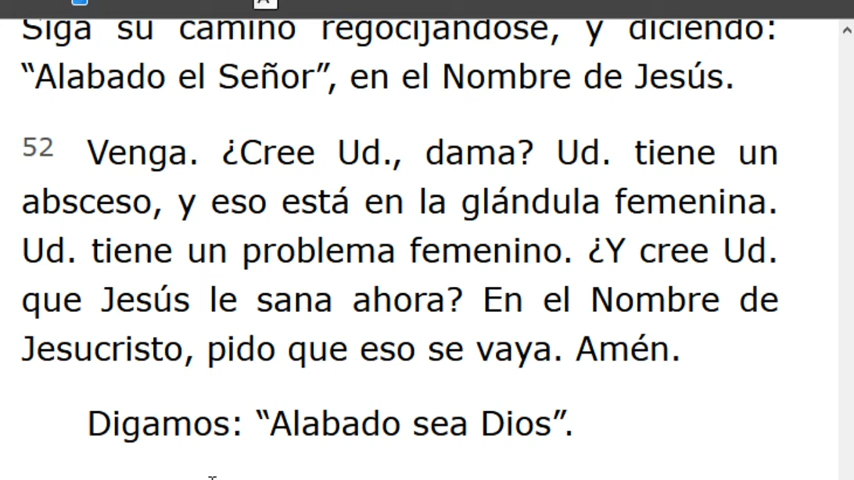 Siga su camino regocijándose, y diciendo:
“Alabado el Señor”, en el Nombre de Jesús.
52 Venga. ¿Cree Ud., dama? Ud. tiene un
absceso, y eso está en la glándula femenina.
Ud. tiene un problema femenino. ¿Y cree Ud.
que Jesús le sana ahora? En el Nombre de
Jesucristo, pido que eso se vaya. Amén.
Digamos: “Alabado sea Dios”.